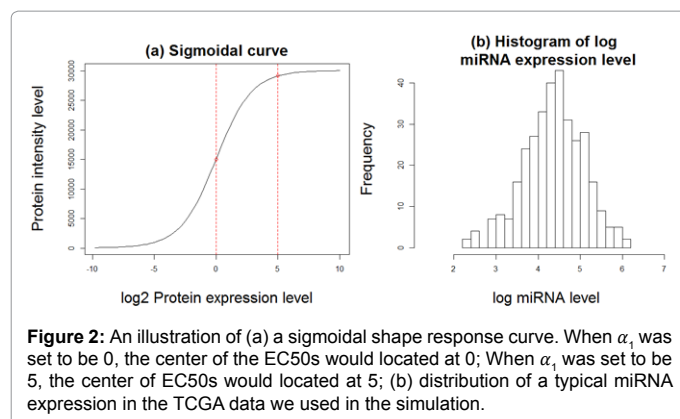 (a) Sigmoidal curve
Protein intensity level
30000
25000
20000
15000
10000
5000
0
-10 -5 0 5 10
log2 Protein expression level
(b) Histogram of log
miRNA expression level
Frequency
40
30
20
10
0
2 3 4 5 6 7
log miRNA level
Figure 2: An illustration of (a) a sigmoidal shape response curve. When α₁ was
set to be 0, the center of the EC50s would located at 0; When α₁ was set to be
5, the center of EC50s would located at 5; (b) distribution of a typical miRNA
expression in the TCGA data we used in the simulation.